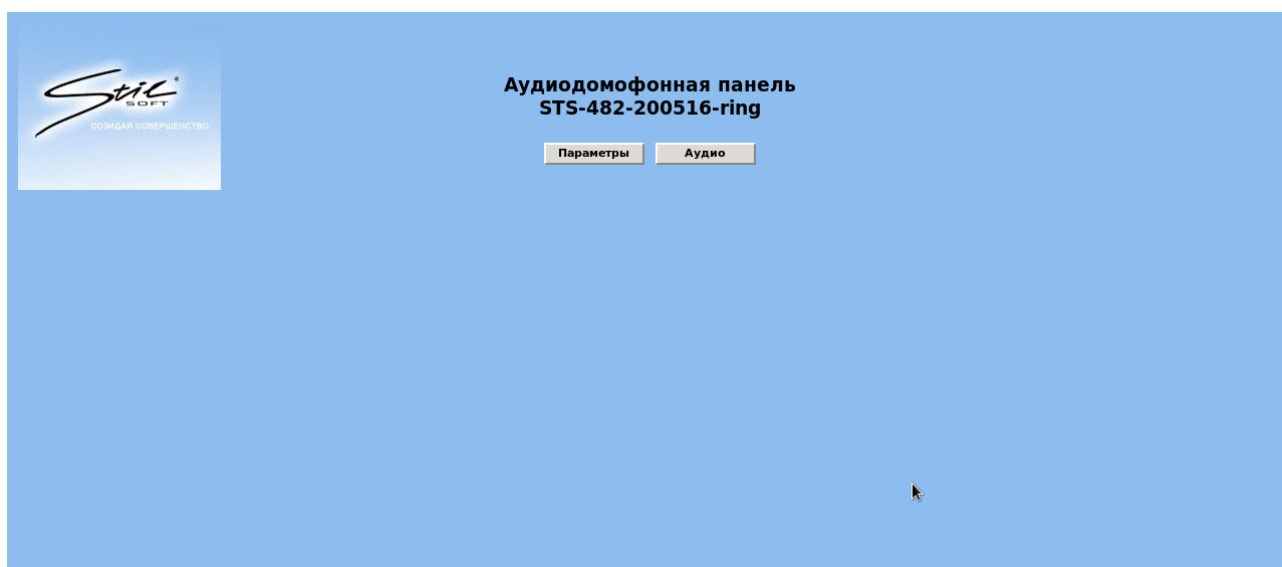 Stil®
SOFT
СОЗИДАЯ СОВЕРШЕНСТВО
Аудиодомофонная панель
STS-482-200516-ring
Параметры
Аудио